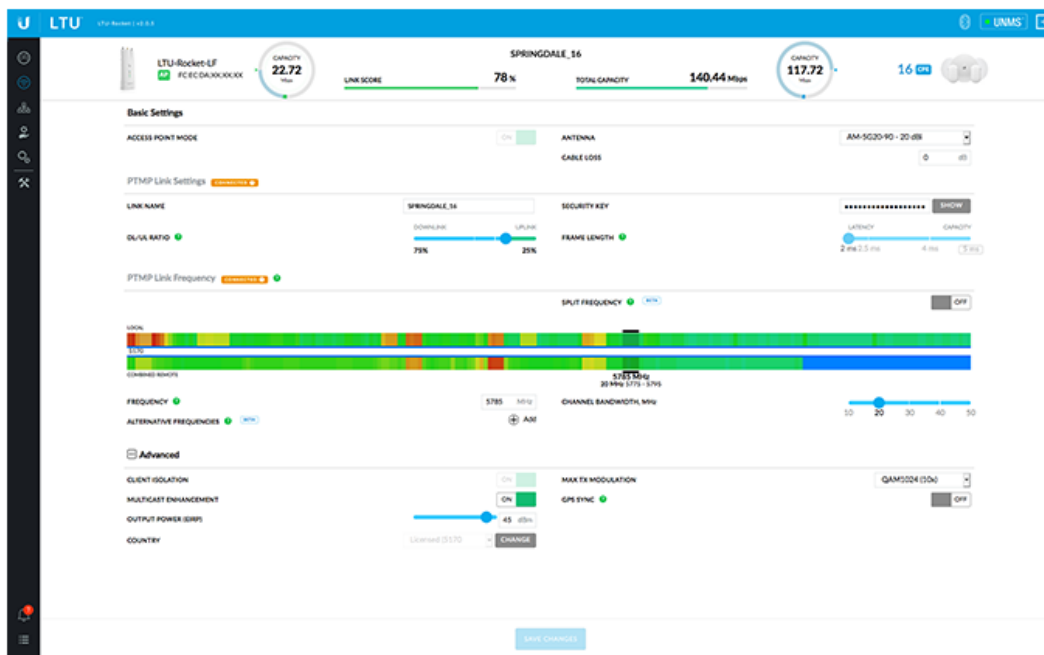 LTU LTU-Rocket | v2.0.3 UNMS
LTU-Rocket-LF
AP FC:EC:DA:XX:XX:XX
CAPACITY
22.72
Mbps
SPRINGDALE_16
LINK SCORE 78 % TOTAL CAPACITY 140.44 Mbps
CAPACITY
117.72
Mbps
16 CPE
Basic Settings
ACCESS POINT MODE ON ANTENNA AM-5G20-90 - 20 dBi
CABLE LOSS 0 dB
PTMP Link Settings CONNECTED
LINK NAME SPRINGDALE_16 SECURITY KEY SHOW
DL/UL RATIO DOWNLINK UPLINK FRAME LENGTH LATENCY CAPACITY
75% 25% 2 ms 2.5 ms 4 ms 5 ms
PTMP Link Frequency CONNECTED
SPLIT FREQUENCY BETA OFF
LOCAL
5170
COMBINED REMOTE
5785 MHz
20 MHz 5775 - 5795
FREQUENCY 5785 MHz CHANNEL BANDWIDTH, MHz
10 20 30 40 50
ALTERNATIVE FREQUENCIES BETA Add
Advanced
CLIENT ISOLATION ON MAX TX MODULATION QAM1024 (10x)
MULTICAST ENHANCEMENT ON GPS SYNC OFF
OUTPUT POWER (EIRP) 45 dBm
COUNTRY Licensed (5170 CHANGE
SAVE CHANGES